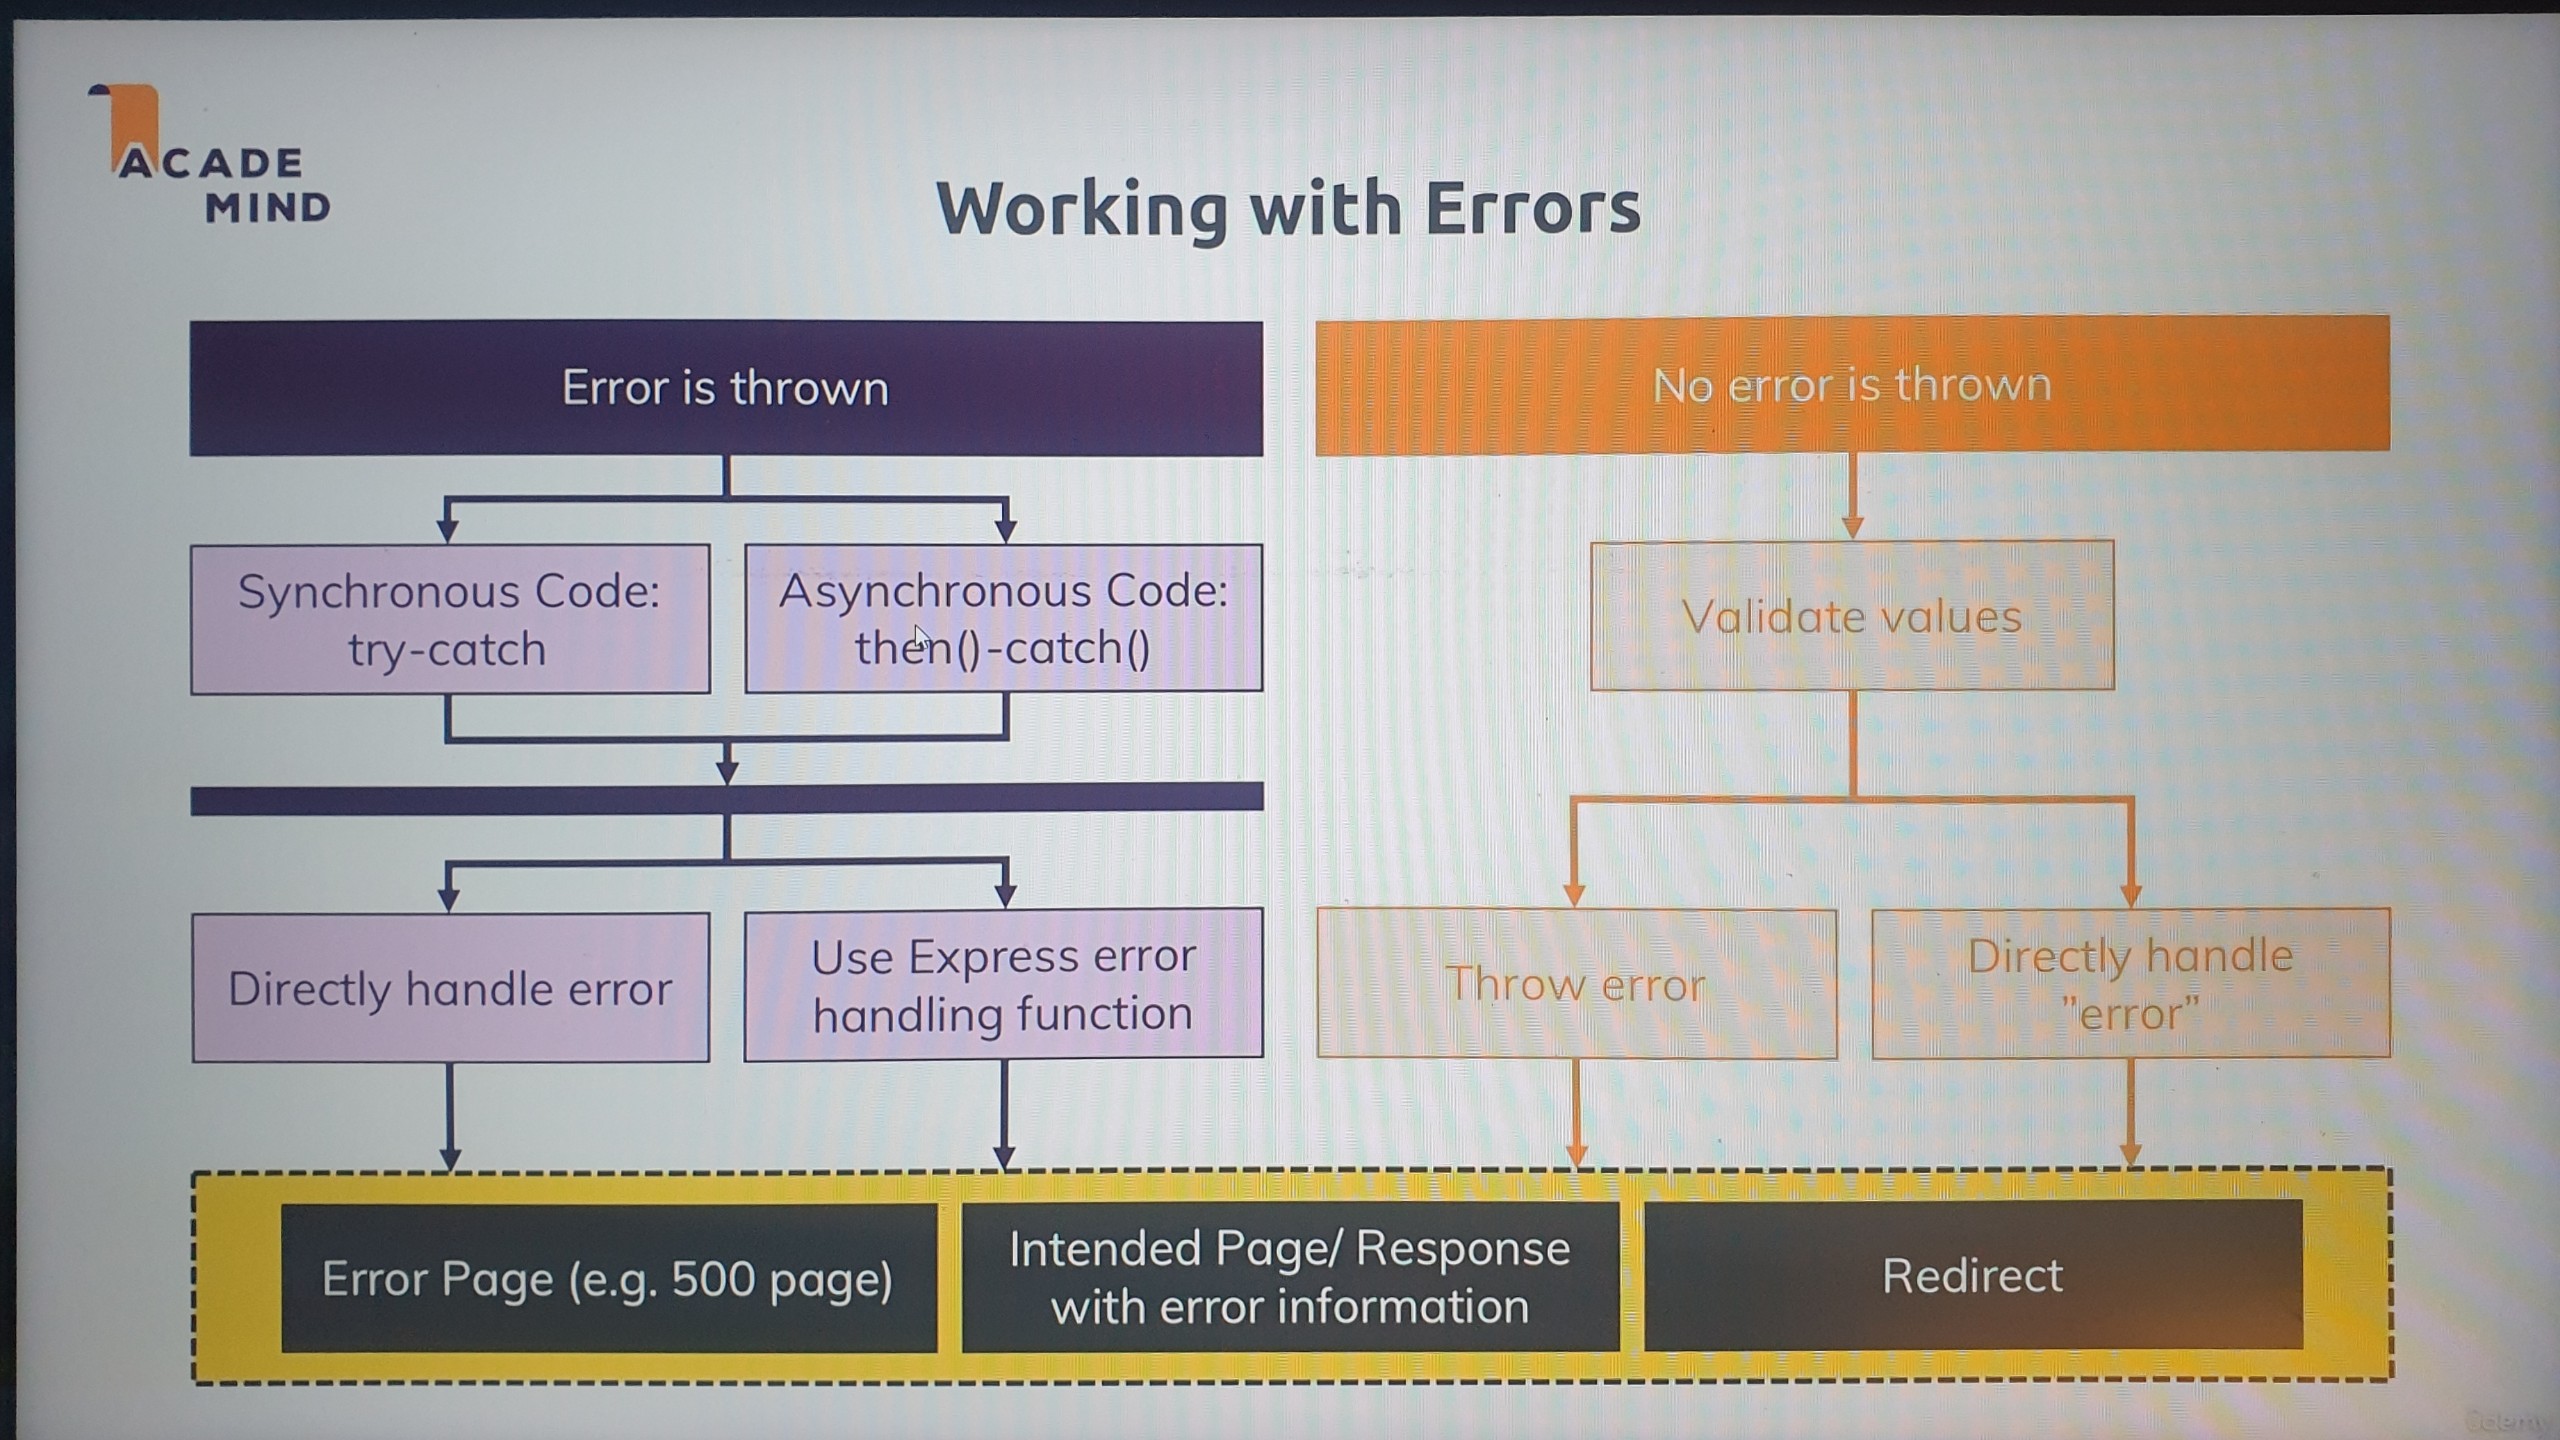 ACADE
MIND
Working with Errors
Error is thrown
No error is thrown
Synchronous Code:
try-catch
Asynchronous Code:
then()-catch()
Validate values
Directly handle error
Use Express error
handling function
Throw error
Directly handle
"error"
Error Page (e.g. 500 page)
Intended Page/ Response
with error information
Redirect
Udemy